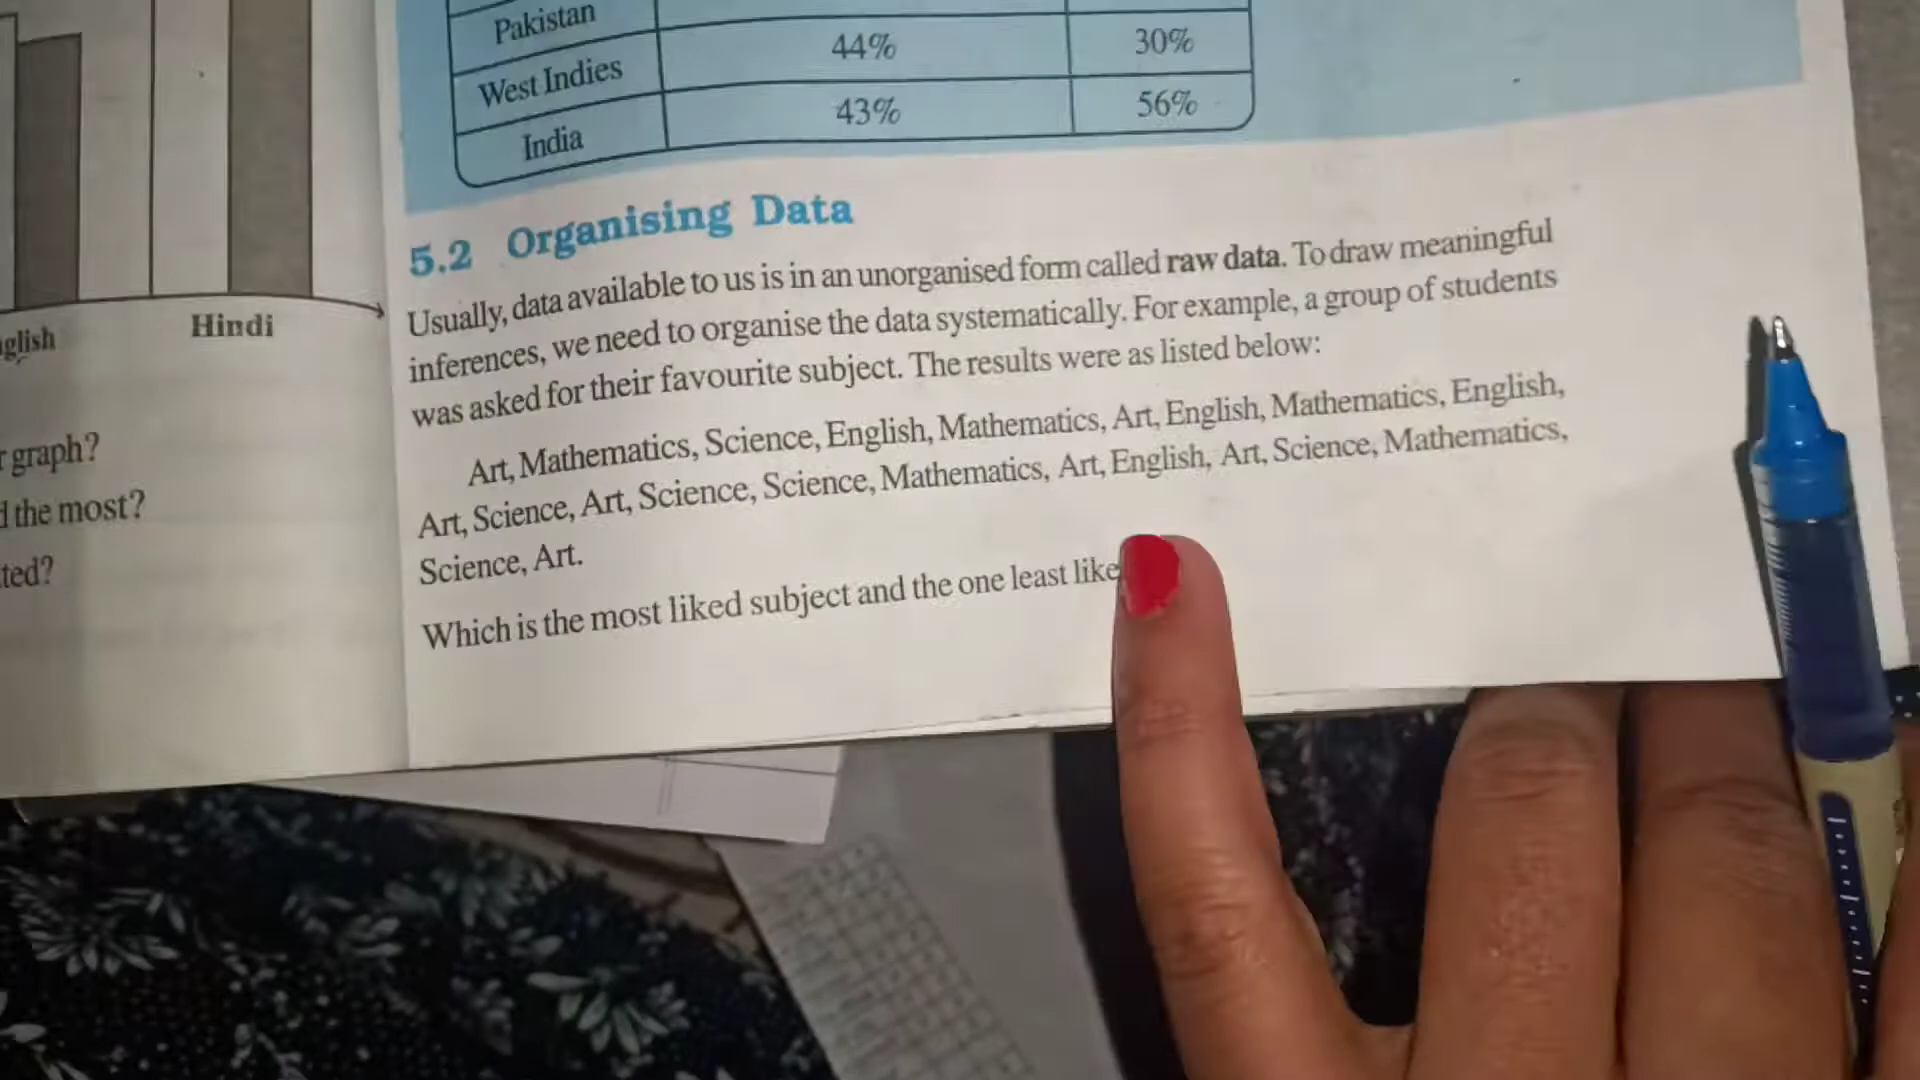 Hindi
graph?
the most?
Pakistan
West Indies 44% 30%
India 43% 56%
5.2 Organising Data
Usually, data available to us is in an unorganised form called raw data. To draw meaningful
inferences, we need to organise the data systematically. For example, a group of students
was asked for their favourite subject. The results were as listed below:
Art, Mathematics, Science, English, Mathematics, Art, English, Mathematics, English,
Art, Science, Art, Science, Science, Mathematics, Art, English, Art, Science, Mathematics,
Science, Art.
Which is the most liked subject and the one least like